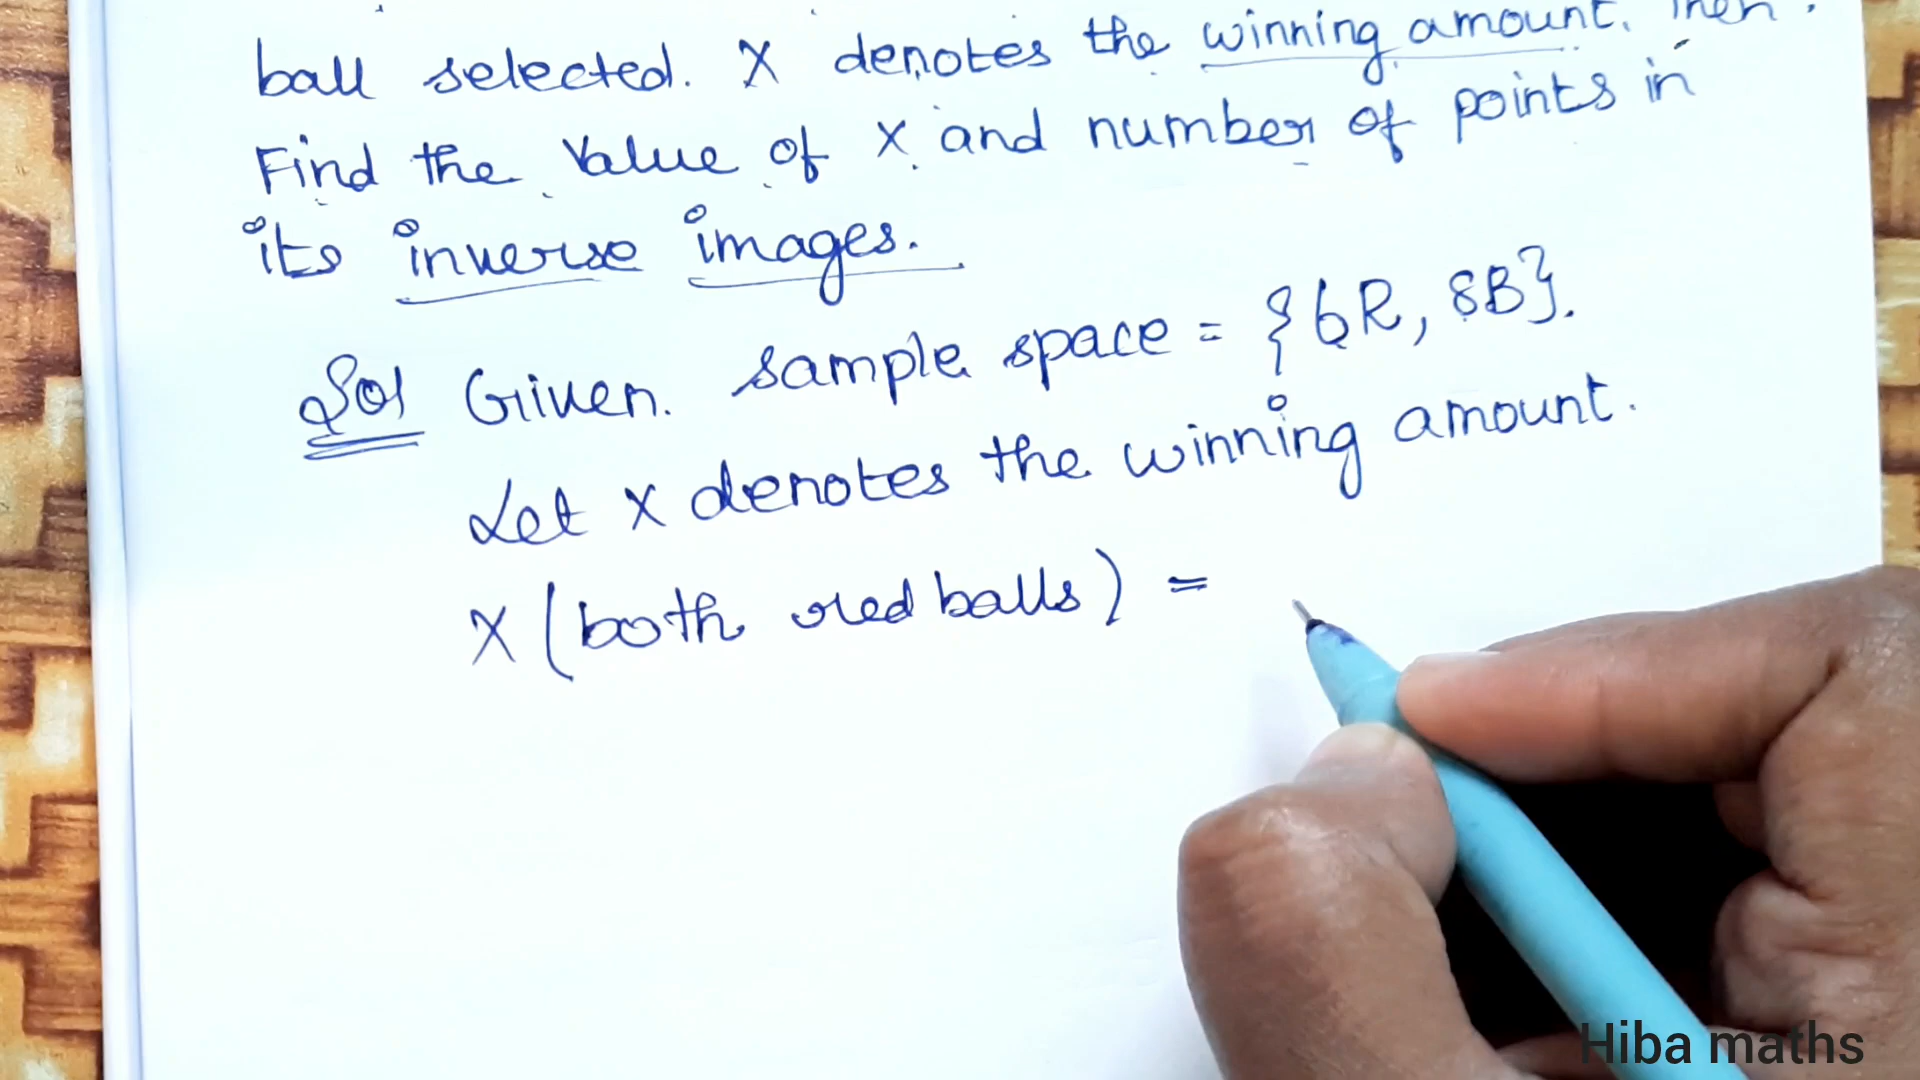 ball selected. X denotes the winning amount. Then
Find the Value of X and number of points in
its inverse images.
Sol Given. Sample space = {6R, 8B}.
Let X denotes the winning amount.
X (both red balls) =
Hiba maths